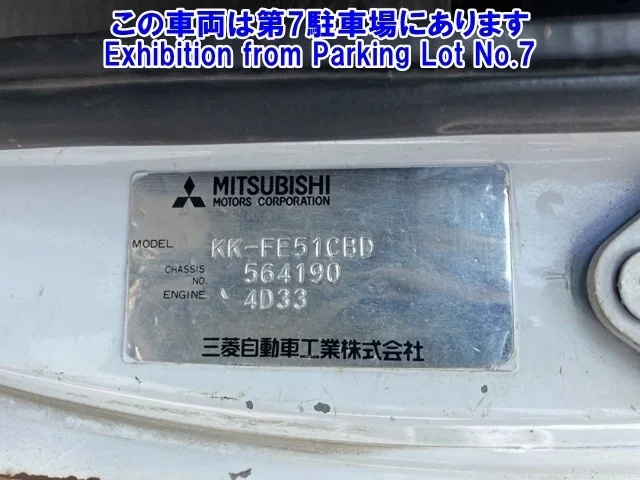 この車両は第7駐車場にあります
Exhibition from Parking Lot No.7
MITSUBISHI
MOTORS CORPORATION
MODEL KK-FE51CBD
CHASSIS NO. 564190
ENGINE 4D33
三菱自動車工業株式会社